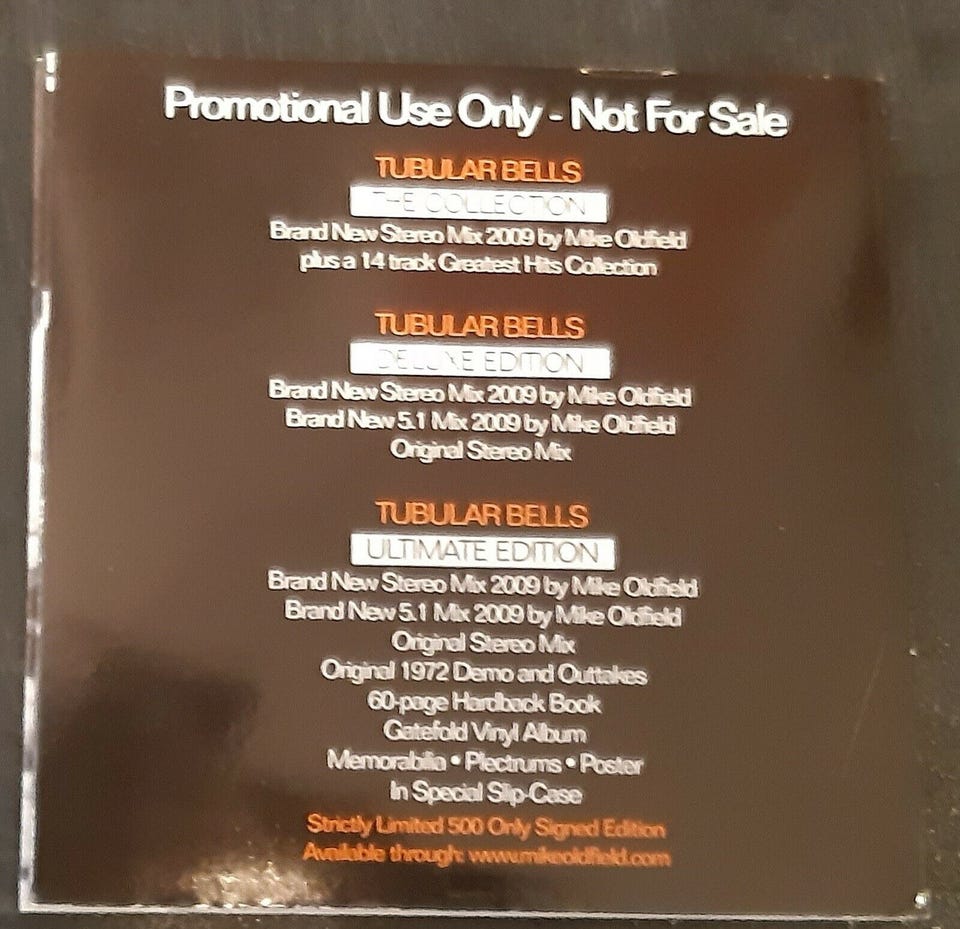 Promotional Use Only - Not For Sale
TUBULAR BELLS
THE COLLECTION
Brand New Stereo Mix 2009 by Mike Oldfield
plus a 14 track Greatest Hits Collection
TUBULAR BELLS
DELUXE EDITION
Brand New Stereo Mix 2009 by Mike Oldfield
Brand New 5.1 Mix 2009 by Mike Oldfield
Original Stereo Mix
TUBULAR BELLS
ULTIMATE EDITION
Brand New Stereo Mix 2009 by Mike Oldfield
Brand New 5.1 Mix 2009 by Mike Oldfield
Original Stereo Mix
Original 1972 Demo and Outtakes
60-page Hardback Book
Gatefold Vinyl Album
Memorabilia • Plectrums • Poster
In Special Slip-Case
Strictly Limited 500 Only Signed Edition
Available through: www.mikeoldfield.com